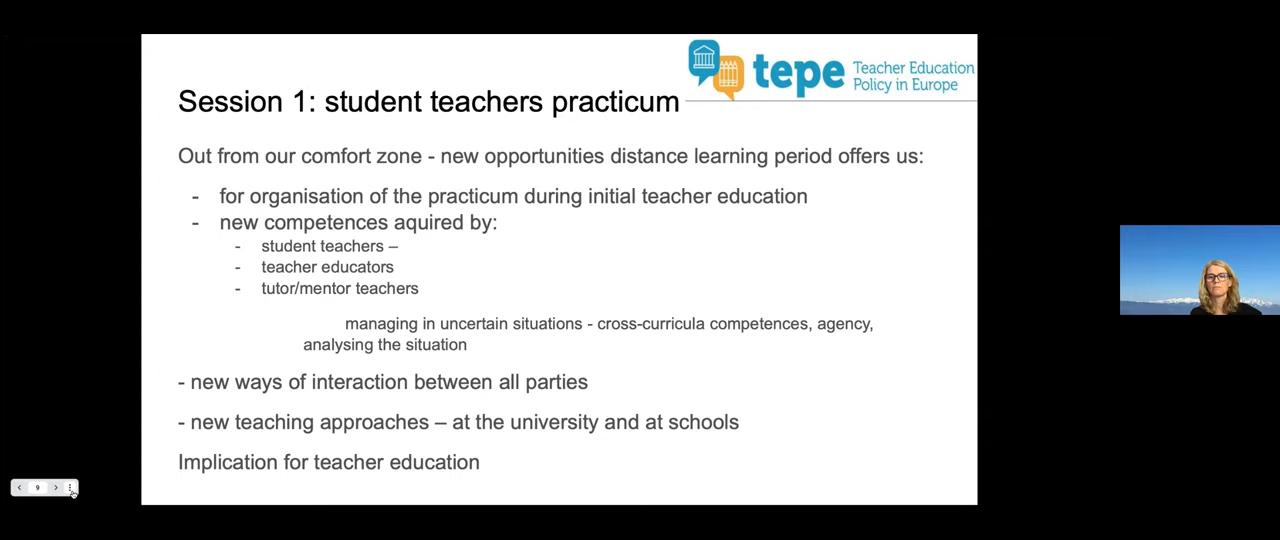 tepe Teacher Education
Policy in Europe
Session 1: student teachers practicum
Out from our comfort zone - new opportunities distance learning period offers us:
- for organisation of the practicum during initial teacher education
- new competences aquired by:
- student teachers –
- teacher educators
- tutor/mentor teachers
managing in uncertain situations - cross-curricula competences, agency,
analysing the situation
- new ways of interaction between all parties
- new teaching approaches – at the university and at schools
Implication for teacher education
9